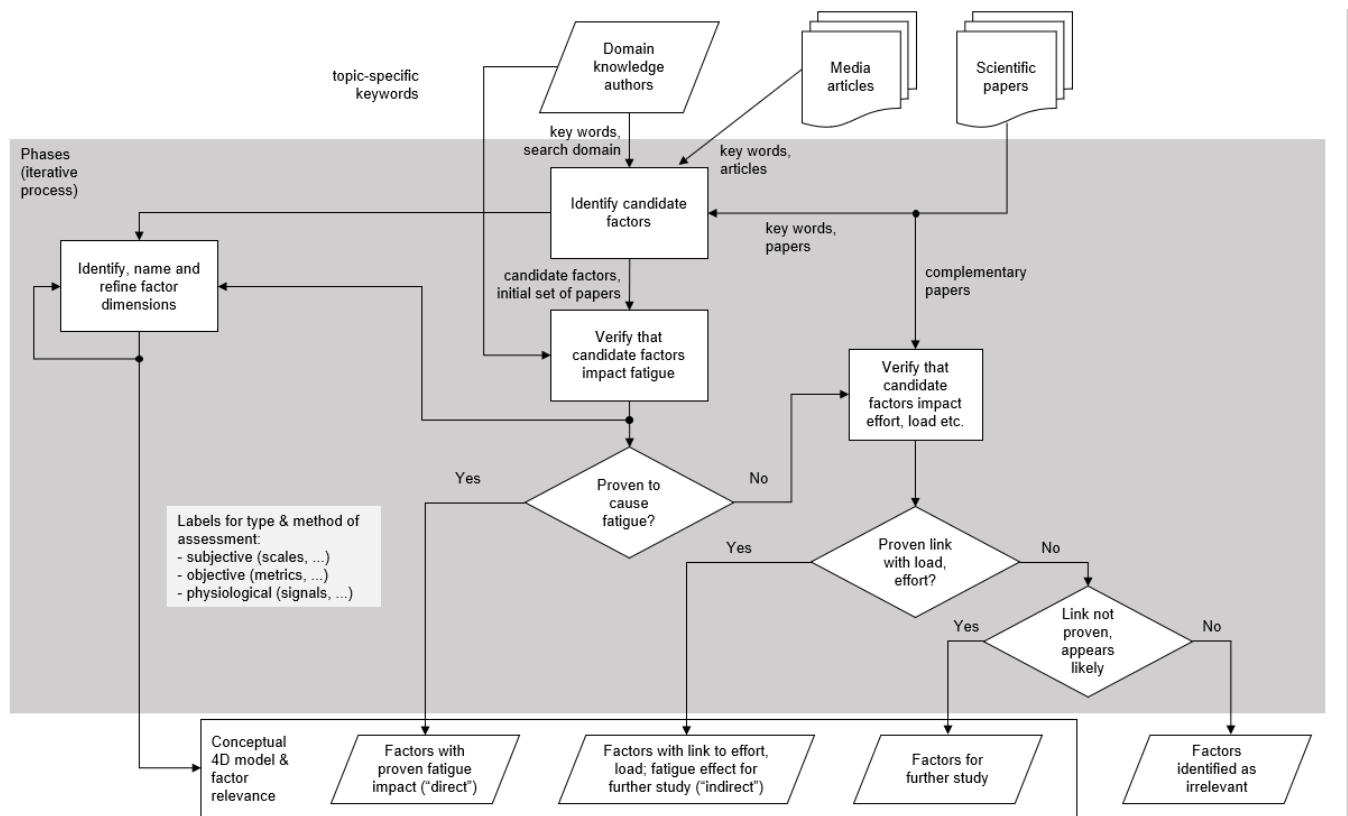 Domain
knowledge
authors
Media
articles
Scientific
papers
topic-specific
keywords
key words,
search domain
key words,
articles
Phases
(iterative
process)
Identify candidate
factors
key words,
papers
Identify, name and
refine factor
dimensions
candidate factors,
initial set of papers
complementary
papers
Verify that
candidate factors
impact fatigue
Verify that
candidate
factors impact
effort, load etc.
Yes
Proven to
cause
fatigue?
No
Labels for type & method of
assessment:
- subjective (scales, ...)
- objective (metrics, ...)
- physiological (signals, ...)
Yes
Proven link
with load,
effort?
No
Yes
Link not
proven,
appears
likely
No
Conceptual
4D model &
factor
relevance
Factors with
proven fatigue
impact (“direct”)
Factors with link to effort,
load; fatigue effect for
further study (“indirect”)
Factors for
further study
Factors
identified as
irrelevant